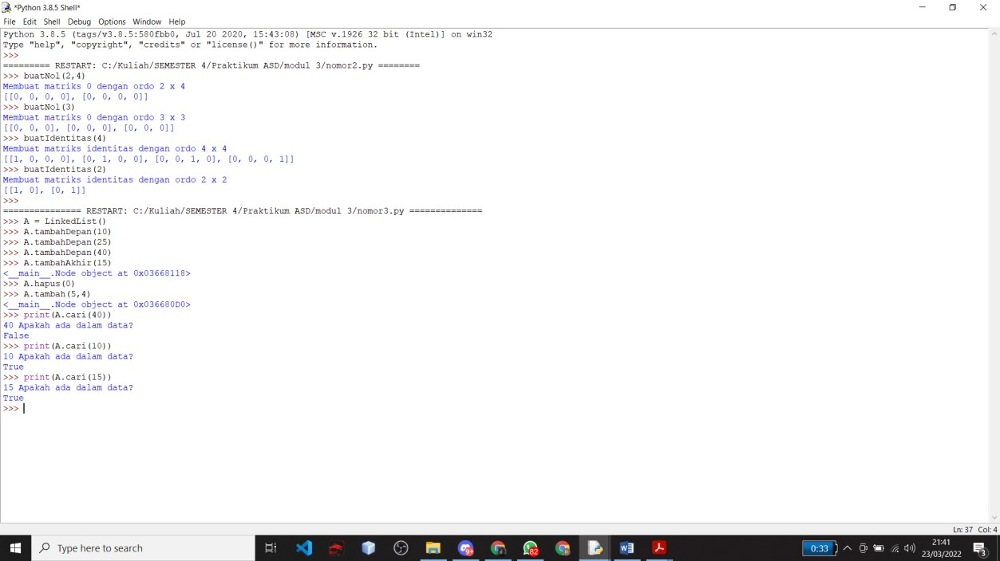 *Python 3.8.5 Shell*
File Edit Shell Debug Options Window Help
Python 3.8.5 (tags/v3.8.5:580fbb0, Jul 20 2020, 15:43:08) [MSC v.1926 32 bit (Intel)] on win32
Type "help", "copyright", "credits" or "license()" for more information.
>>>
========= RESTART: C:/Kuliah/SEMESTER 4/Praktikum ASD/modul 3/nomor2.py ========
>>> buatNol(2,4)
Membuat matriks 0 dengan ordo 2 x 4
[[0, 0, 0, 0], [0, 0, 0, 0]]
>>> buatNol(3)
Membuat matriks 0 dengan ordo 3 x 3
[[0, 0, 0], [0, 0, 0], [0, 0, 0]]
>>> buatIdentitas(4)
Membuat matriks identitas dengan ordo 4 x 4
[[1, 0, 0, 0], [0, 1, 0, 0], [0, 0, 1, 0], [0, 0, 0, 1]]
>>> buatIdentitas(2)
Membuat matriks identitas dengan ordo 2 x 2
[[1, 0], [0, 1]]
>>>
=============== RESTART: C:/Kuliah/SEMESTER 4/Praktikum ASD/modul 3/nomor3.py ==============
>>> A = LinkedList()
>>> A.tambahDepan(10)
>>> A.tambahDepan(25)
>>> A.tambahDepan(40)
>>> A.tambahAkhir(15)
<__main__.Node object at 0x03668118>
>>> A.hapus(0)
>>> A.tambah(5,4)
<__main__.Node object at 0x036680D0>
>>> print(A.cari(40))
40 Apakah ada dalam data?
False
>>> print(A.cari(10))
10 Apakah ada dalam data?
True
>>> print(A.cari(15))
15 Apakah ada dalam data?
True
>>>
Ln: 37 Col: 4
Type here to search
82
0:33
21:41
23/03/2022
3